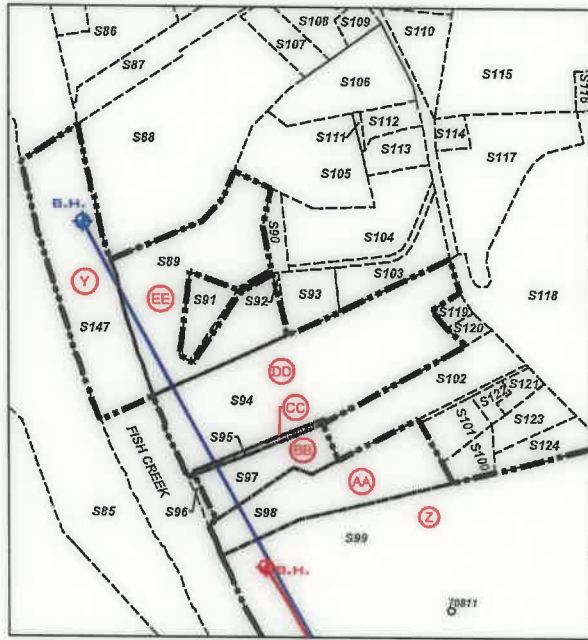 S86
S87
S88
S107
S108
S109
S110
S106
S115
S116
S111
S112
S113
S114
S117
S105
B.H.
S90
S104
S89
S103
S118
Y
EE
S91
S92
S93
S147
S119
S120
DD
S94
S102
CC
S121
S122
S95
BB
S101
S123
FISH CREEK
S97
S100
S124
S96
AA
S85
S98
Z
S99
B.H.
70811